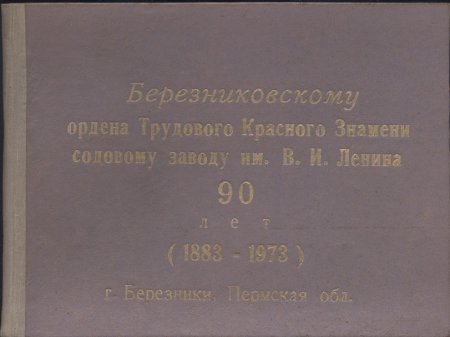 Березниковскому
ордена Трудового Красного Знамени
содовому заводу им. В. И. Ленина
90
лет
( 1883 - 1973 )
г. Березники, Пермская обл.